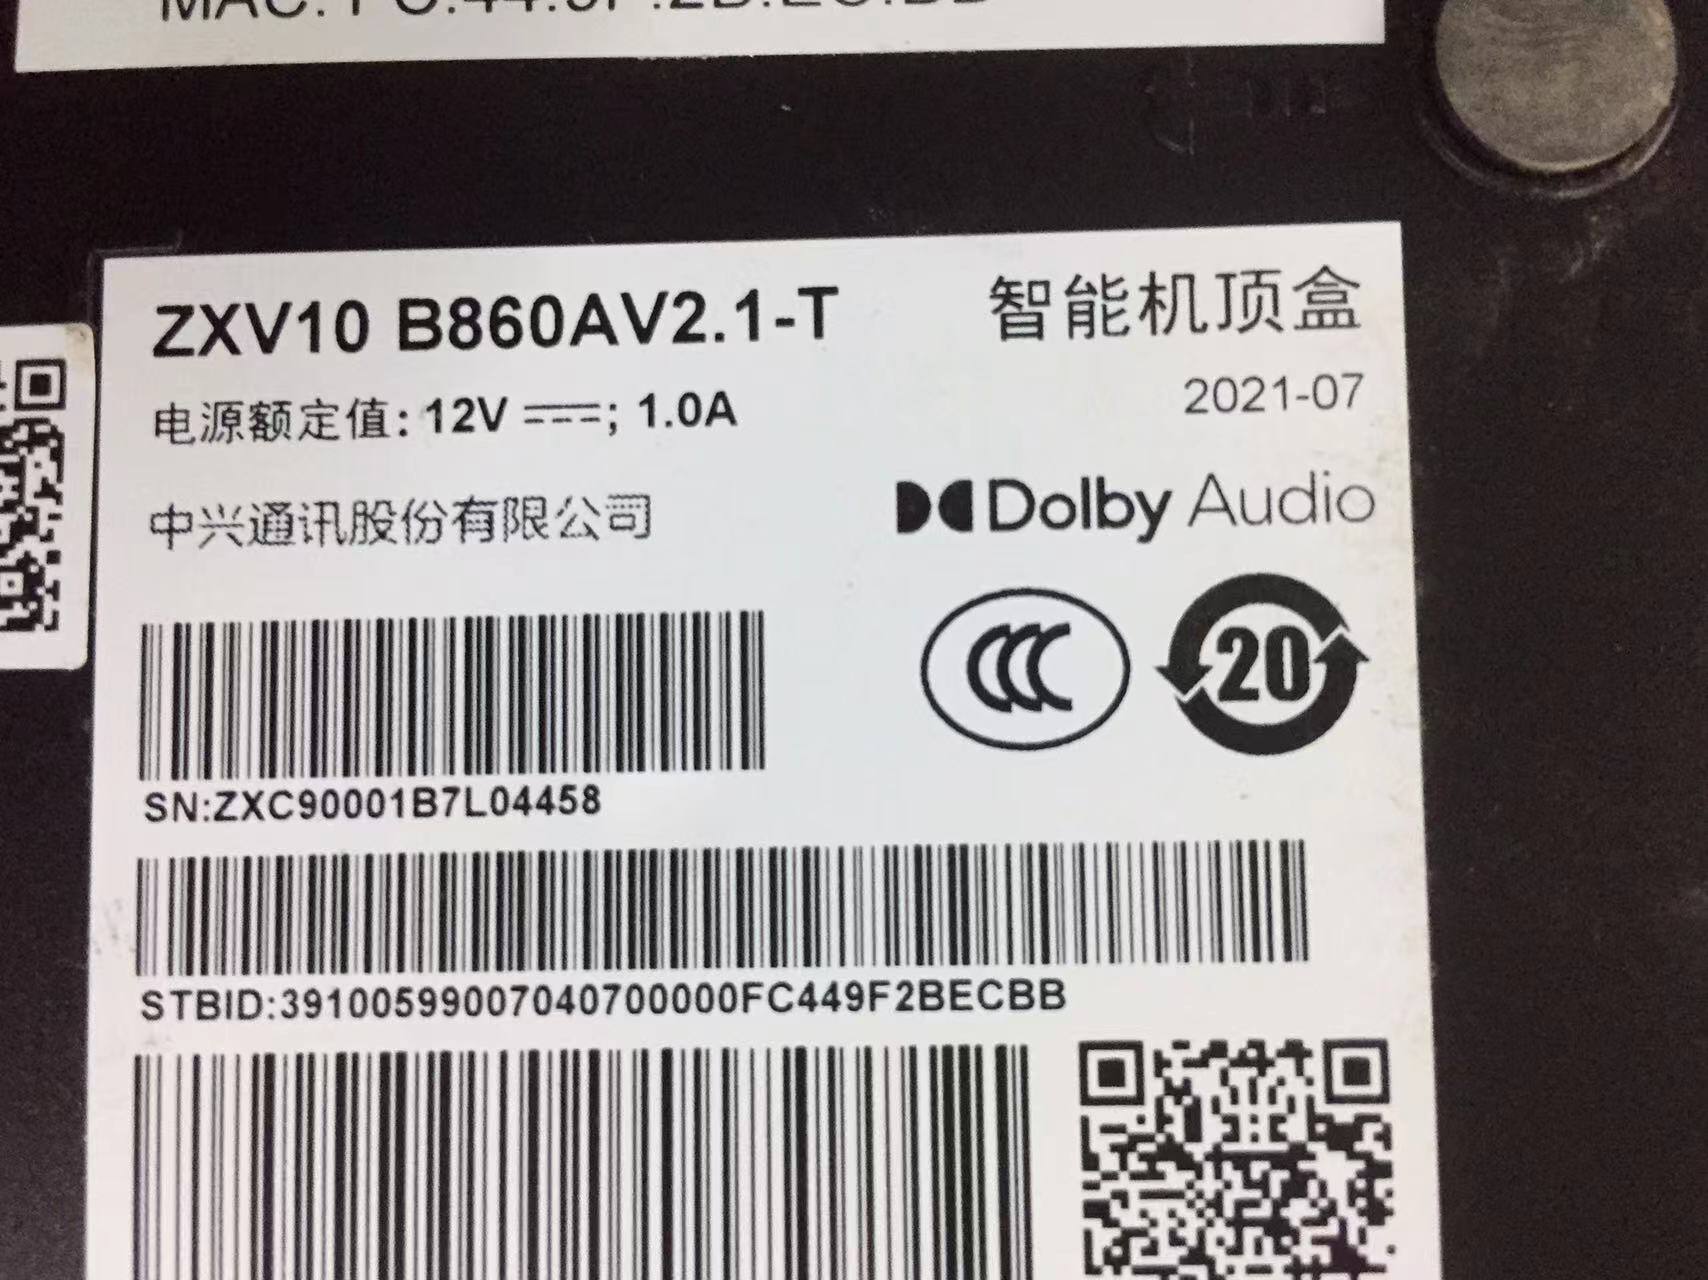 ZXV10 B860AV2.1-T
智能机顶盒
2021-07
电源额定值: 12V ⎓; 1.0A
中兴通讯股份有限公司
Dolby Audio
CCC
20
SN:ZXC90001B7L04458
STBID:39100599007040700000FC449F2BECBB